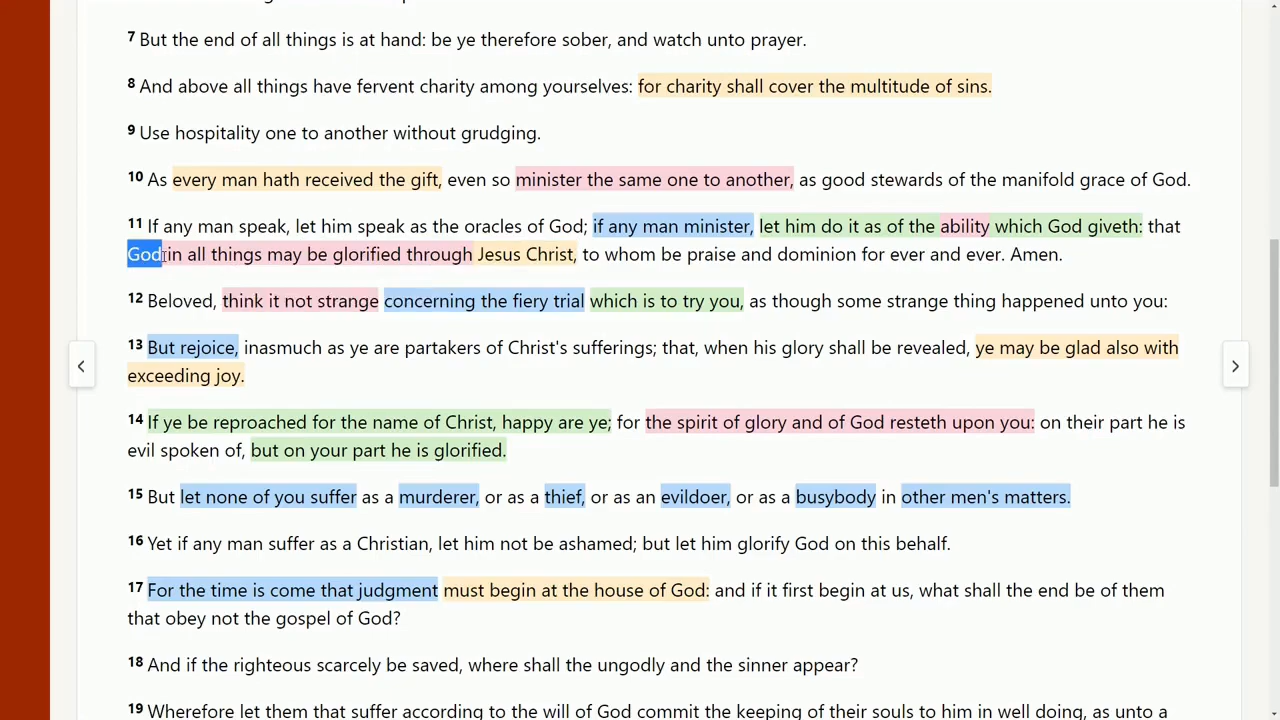 7 But the end of all things is at hand: be ye therefore sober, and watch unto prayer.
8 And above all things have fervent charity among yourselves: for charity shall cover the multitude of sins.
9 Use hospitality one to another without grudging.
10 As every man hath received the gift, even so minister the same one to another, as good stewards of the manifold grace of God.
11 If any man speak, let him speak as the oracles of God; if any man minister, let him do it as of the ability which God giveth: that
God in all things may be glorified through Jesus Christ, to whom be praise and dominion for ever and ever. Amen.
12 Beloved, think it not strange concerning the fiery trial which is to try you, as though some strange thing happened unto you:
13 But rejoice, inasmuch as ye are partakers of Christ's sufferings; that, when his glory shall be revealed, ye may be glad also with
exceeding joy.
14 If ye be reproached for the name of Christ, happy are ye; for the spirit of glory and of God resteth upon you: on their part he is
evil spoken of, but on your part he is glorified.
15 But let none of you suffer as a murderer, or as a thief, or as an evildoer, or as a busybody in other men's matters.
16 Yet if any man suffer as a Christian, let him not be ashamed; but let him glorify God on this behalf.
17 For the time is come that judgment must begin at the house of God: and if it first begin at us, what shall the end be of them
that obey not the gospel of God?
18 And if the righteous scarcely be saved, where shall the ungodly and the sinner appear?
19 Wherefore let them that suffer according to the will of God commit the keeping of their souls to him in well doing, as unto a